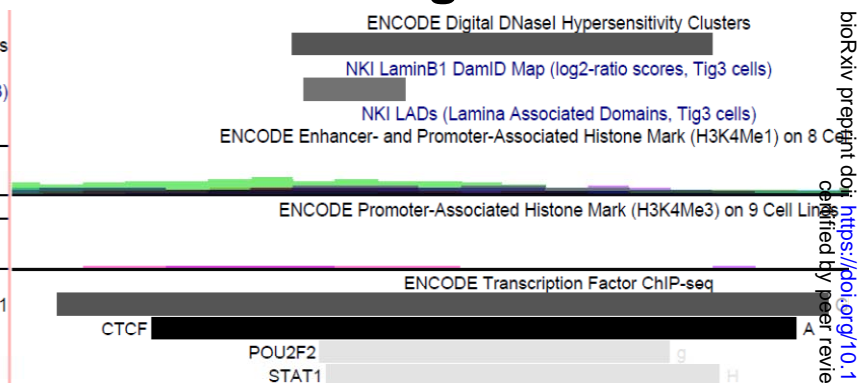 ENCODE Digital DNaseI Hypersensitivity Clusters
s
NKI LaminB1 DamID Map (log2-ratio scores, Tig3 cells)
3)
NKI LADs (Lamina Associated Domains, Tig3 cells)
ENCODE Enhancer- and Promoter-Associated Histone Mark (H3K4Me1) on 8 Cel
ENCODE Promoter-Associated Histone Mark (H3K4Me3) on 9 Cell Lines
ENCODE Transcription Factor ChIP-seq
1
CTCF A
POU2F2 g
STAT1 H
bioRxiv preprint doi: https://doi.org/10.1
certified by peer revie